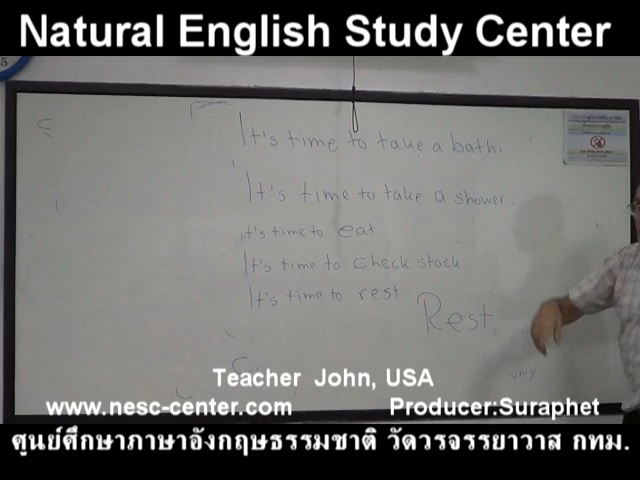 Natural English Study Center
It's time to take a bath.
It's time to take a shower.
it's time to eat
It's time to check stock
It's time to rest
Rest
why
Teacher John, USA
www.nesc-center.com Producer:Suraphet
ศูนย์ศึกษาภาษาอังกฤษธรรมชาติ วัดวรจรรยาวาส กทม.